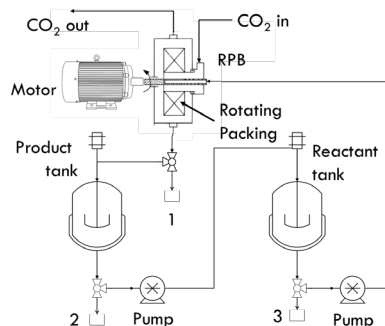 CO₂ out
CO₂ in
RPB
Motor
Rotating
Packing
Product
tank
Reactant
tank
1
2
Pump
3
Pump